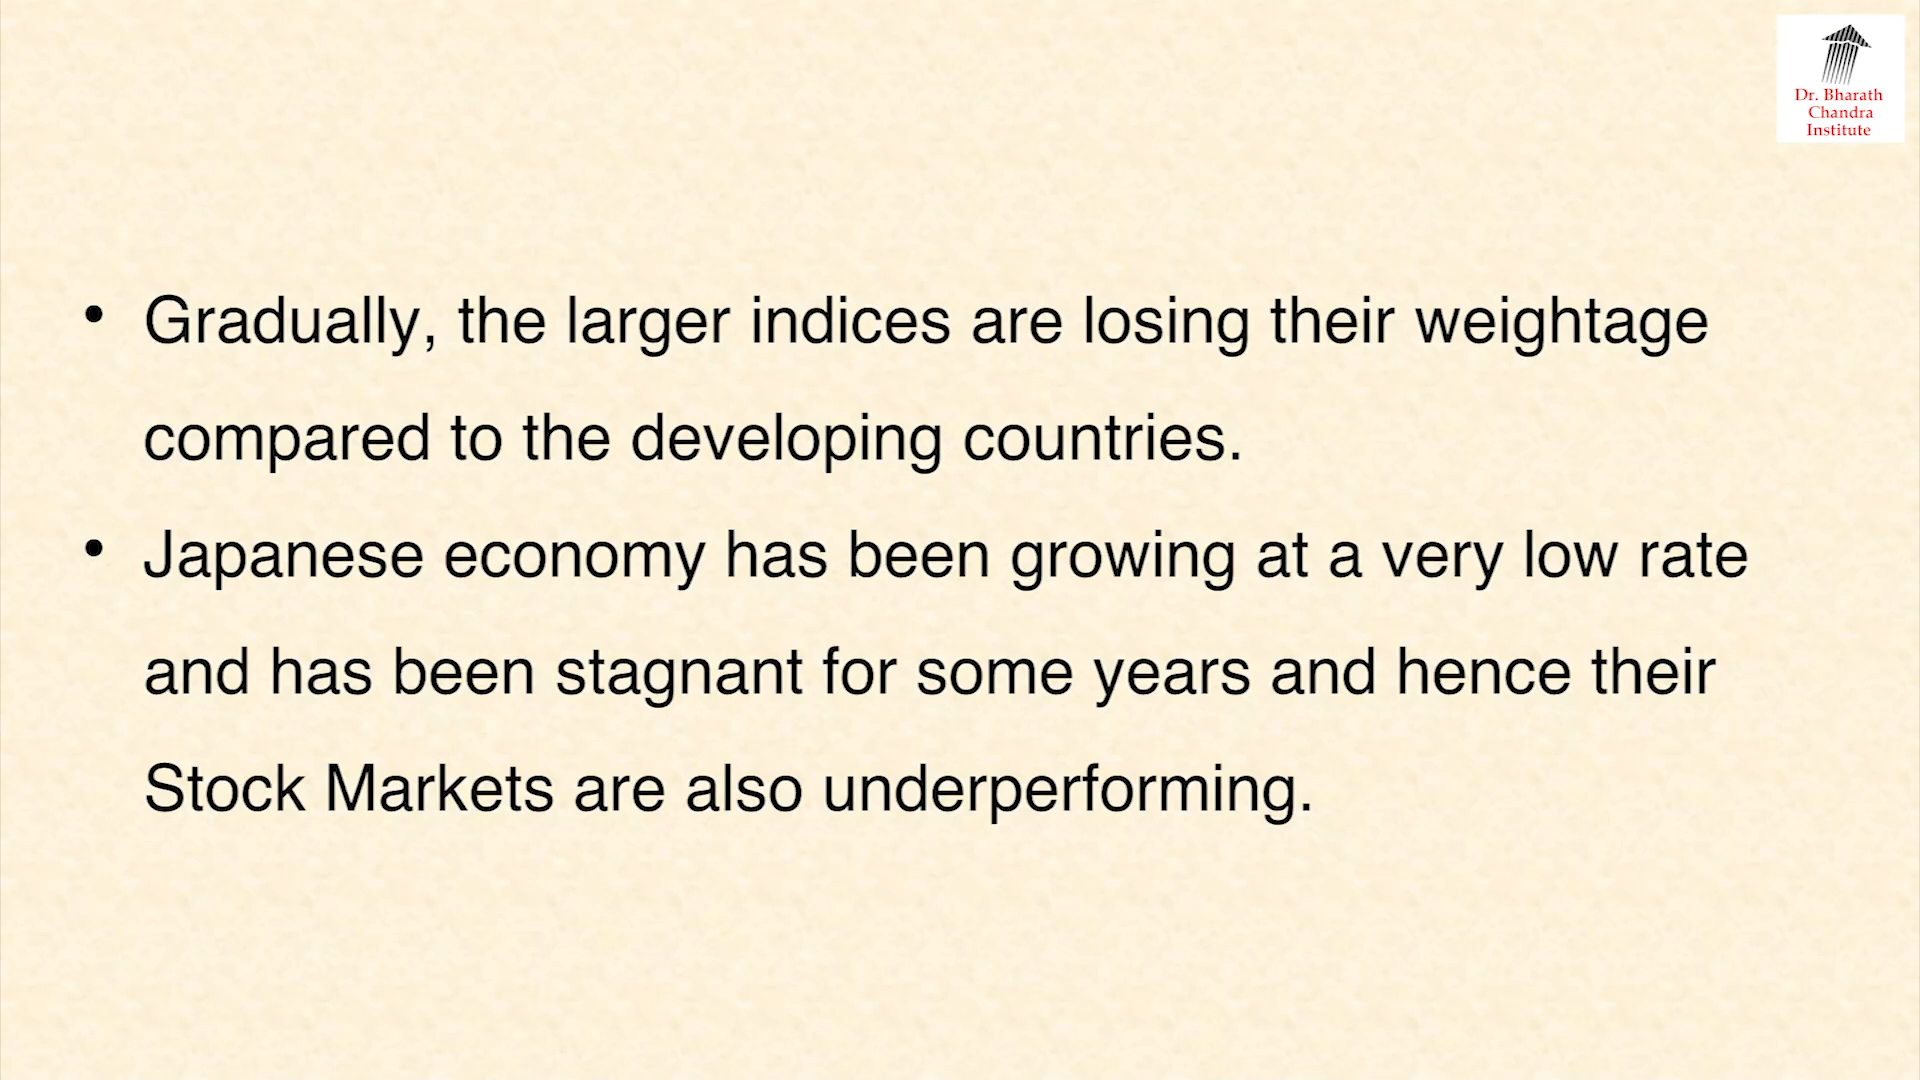 Dr. Bharath
Chandra
Institute
• Gradually, the larger indices are losing their weightage
compared to the developing countries.
• Japanese economy has been growing at a very low rate
and has been stagnant for some years and hence their
Stock Markets are also underperforming.